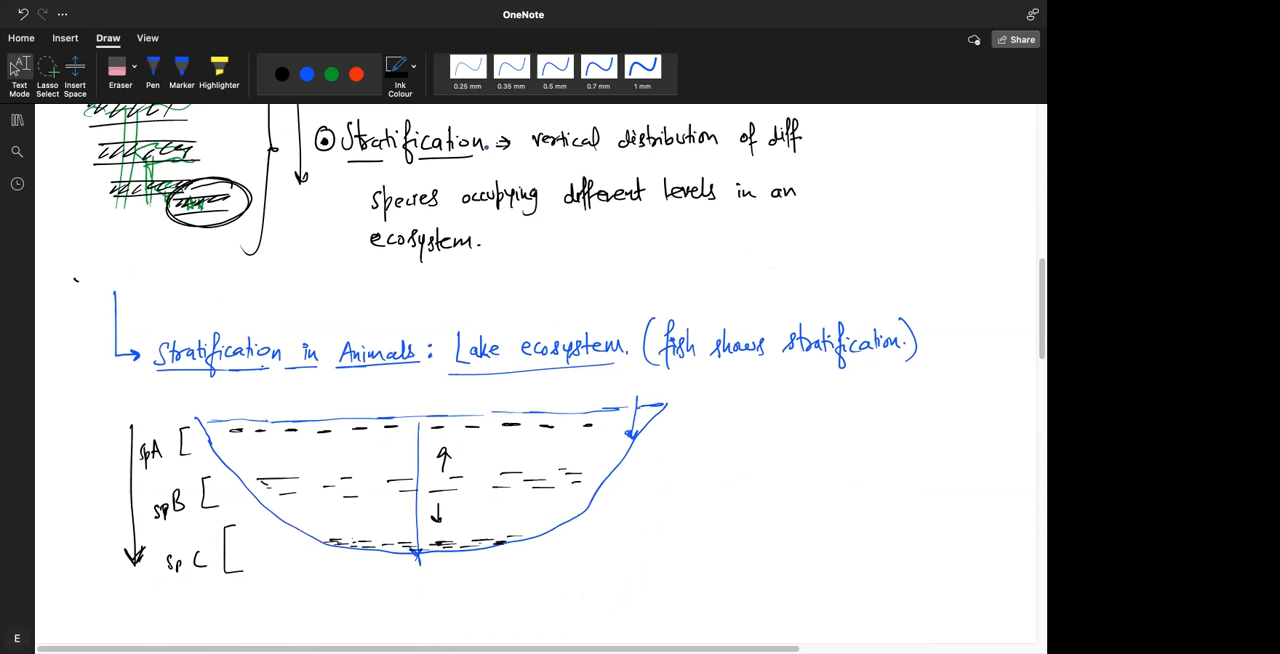 OneNote
Home Insert Draw View
Share
Text Mode Lasso Select Insert Space Eraser Pen Marker Highlighter Ink Colour 0.25 mm 0.35 mm 0.5 mm 0.7 mm 1 mm
Stratification. → vertical distribution of diff
species occupying different levels in an
ecosystem.
Stratification in Animals: Lake ecosystem. (fish shows stratification.)
spA
spB
sp C
E